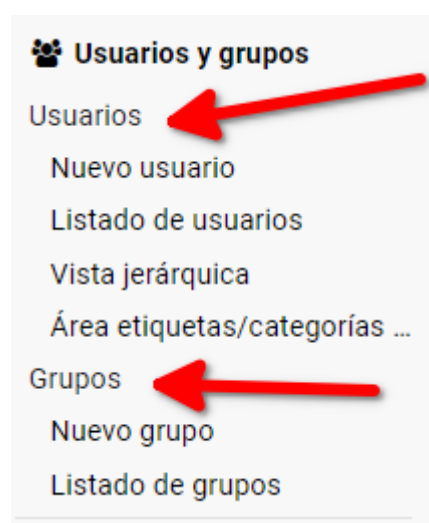 Usuarios y grupos
Usuarios
Nuevo usuario
Listado de usuarios
Vista jerárquica
Área etiquetas/categorías ...
Grupos
Nuevo grupo
Listado de grupos